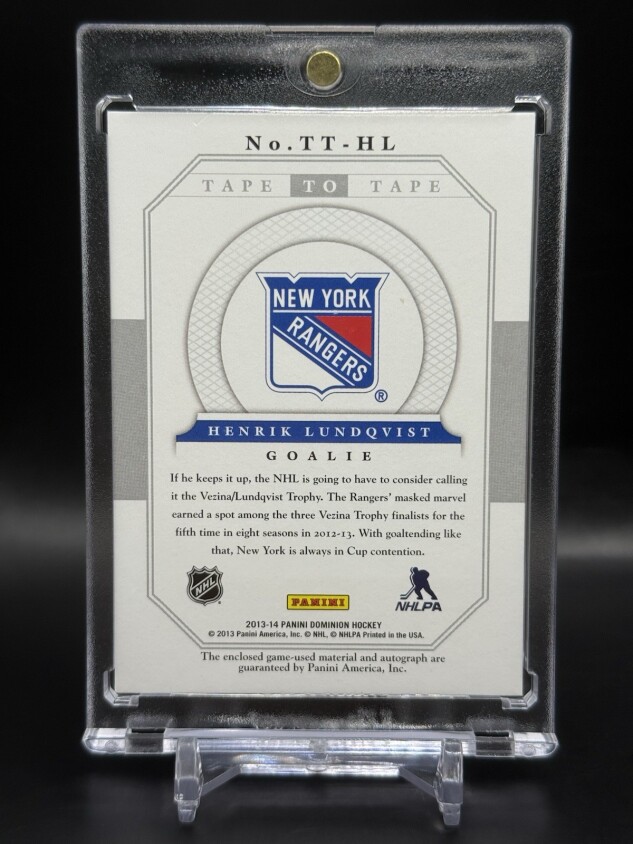 No. TT-HL
TAPE TO TAPE
NEW YORK
RANGERS
®
HENRIK LUNDQVIST
GOALIE
If he keeps it up, the NHL is going to have to consider calling
it the Vezina/Lundqvist Trophy. The Rangers' masked marvel
earned a spot among the three Vezina Trophy finalists for the
fifth time in eight seasons in 2012-13. With goaltending like
that, New York is always in Cup contention.
NHL
PANINI
NHLPA
2013-14 PANINI DOMINION HOCKEY
© 2013 Panini America, Inc. © NHL, © NHLPA Printed in the USA.
The enclosed game-used material and autograph are
guaranteed by Panini America, Inc.